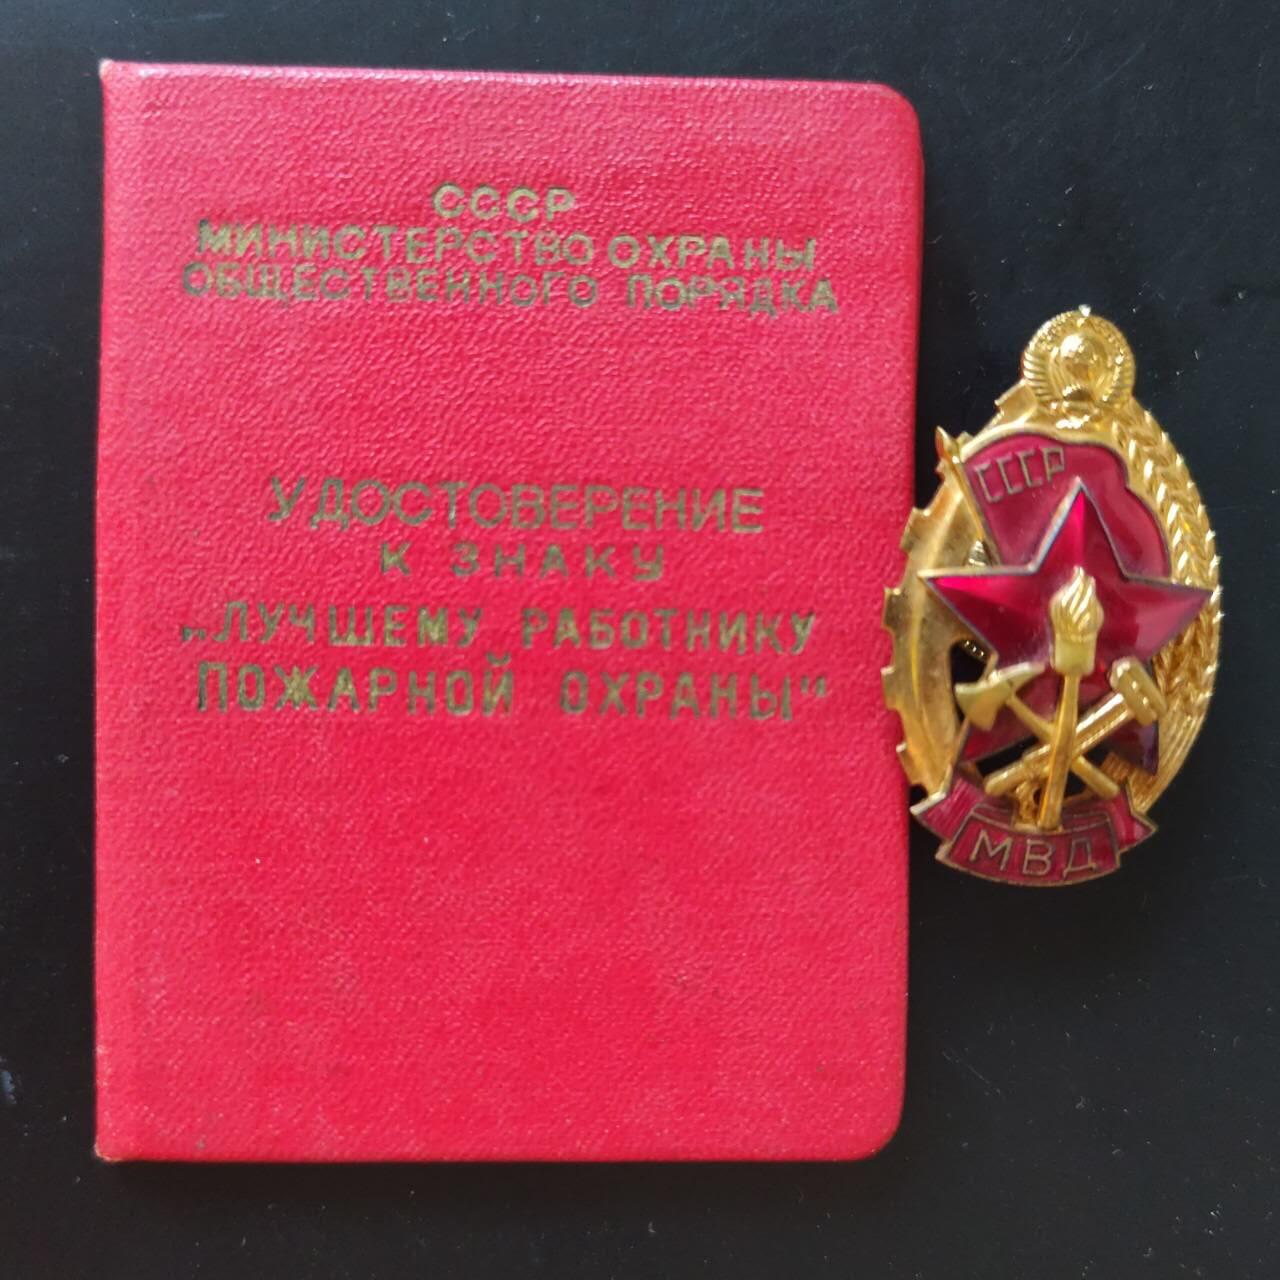 СССР
МИНИСТЕРСТВО ОХРАНЫ
ОБЩЕСТВЕННОГО ПОРЯДКА
УДОСТОВЕРЕНИЕ
К ЗНАКУ
„ЛУЧШЕМУ РАБОТНИКУ
ПОЖАРНОЙ ОХРАНЫ“
СССР
МВД